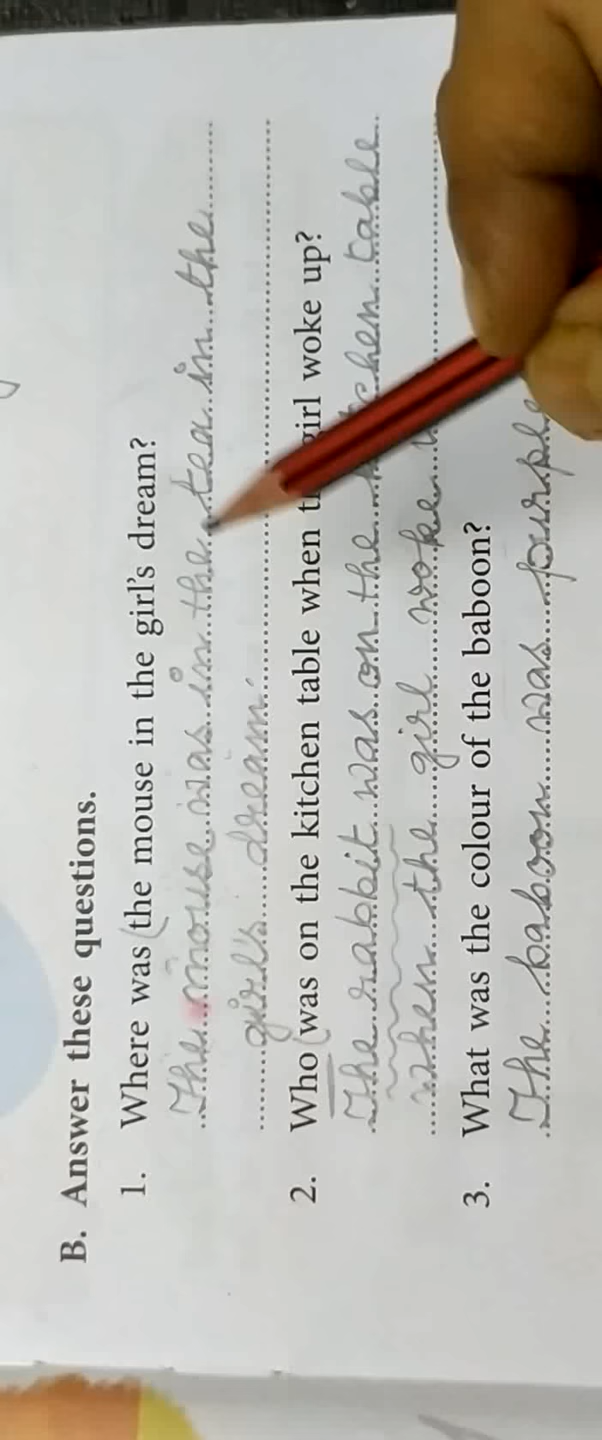 B. Answer these questions.
1. Where was the mouse in the girl's dream?
The mouse was in the tea in the
girl's dream.
2. Who was on the kitchen table when girl woke up?
The rabbit was on the table
when the girl woke
3. What was the colour of the baboon?
The baboon was purple